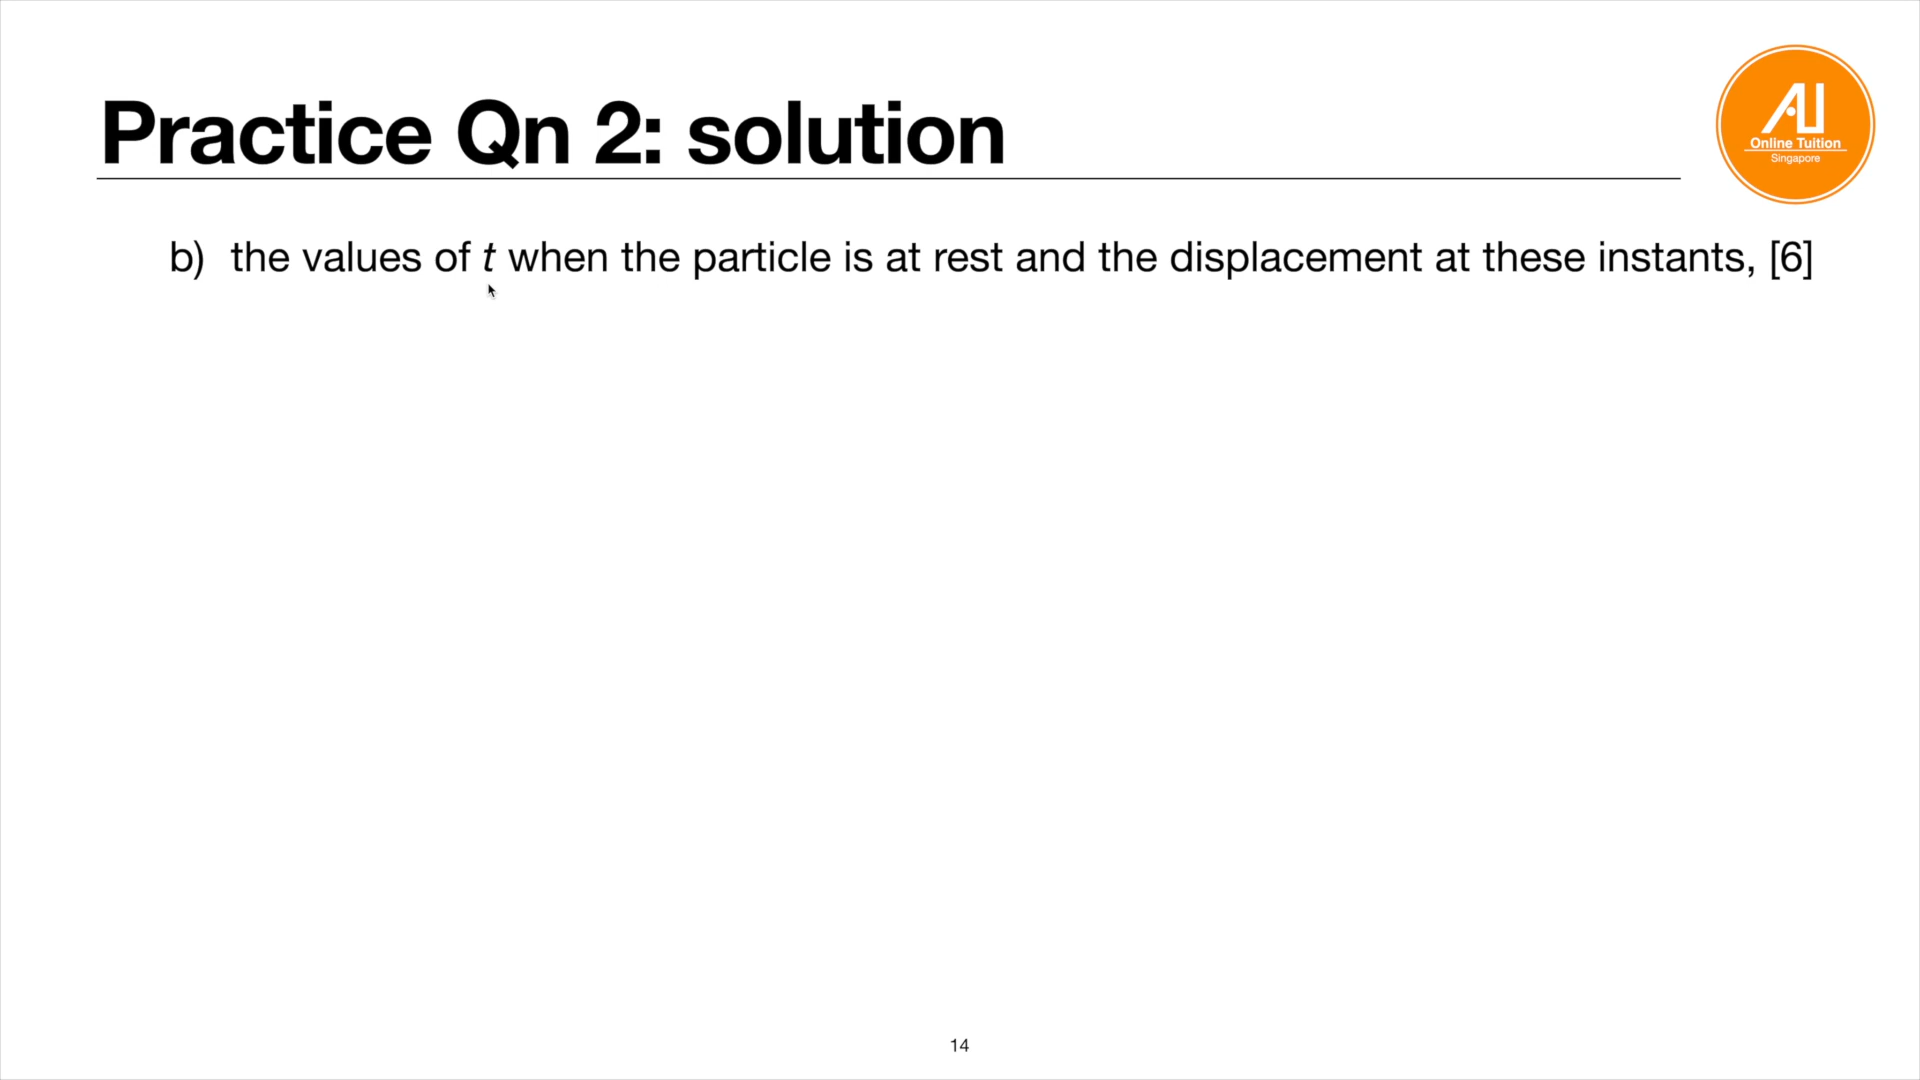 Practice Qn 2: solution
AU
Online Tuition
Singapore
b) the values of t when the particle is at rest and the displacement at these instants, [6]
14